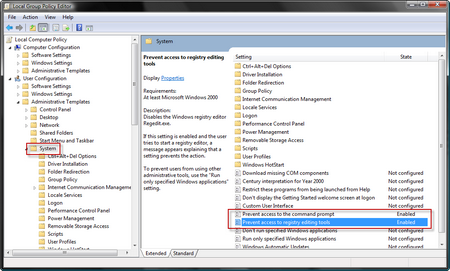 Local Group Policy Editor
File Action View Help
Local Computer Policy
Computer Configuration
Software Settings
Windows Settings
Administrative Templates
User Configuration
Software Settings
Windows Settings
Administrative Templates
Control Panel
Desktop
Network
Shared Folders
Start Menu and Taskbar
System
Ctrl+Alt+Del Options
Driver Installation
Folder Redirection
Group Policy
Internet Communication Management
Locale Services
Logon
Performance Control Panel
Power Management
Removable Storage Access
Scripts
User Profiles
System
Prevent access to registry editing
tools
Display Properties
Requirements:
At least Microsoft Windows 2000
Description:
Disables the Windows registry editor
Regedit.exe.
If this setting is enabled and the user
tries to start a registry editor, a
message appears explaining that a
setting prevents the action.
To prevent users from using other
administrative tools, use the "Run
only specified Windows applications"
setting.
Setting State
Ctrl+Alt+Del Options
Driver Installation
Folder Redirection
Group Policy
Internet Communication Management
Locale Services
Logon
Performance Control Panel
Power Management
Removable Storage Access
Scripts
User Profiles
Windows HotStart
Download missing COM components Not configured
Century interpretation for Year 2000 Not configured
Restrict these programs from being launched from Help Not configured
Don't display the Getting Started welcome screen at logon Not configured
Custom User Interface Not configured
Prevent access to the command prompt Enabled
Prevent access to registry editing tools Enabled
Don't run specified Windows applications Not configured
Run only specified Windows applications Not configured
Windows Automatic Updates Not configured
Extended Standard